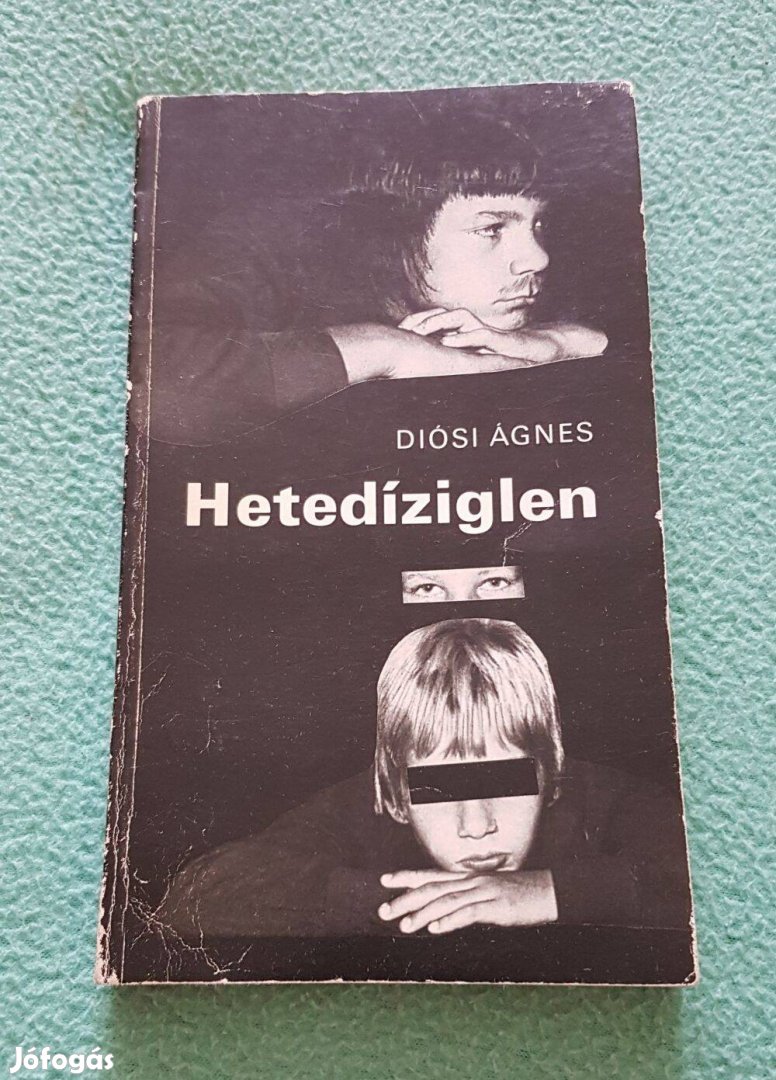 DIÓSI ÁGNES
Hetedíziglen
Jófogás